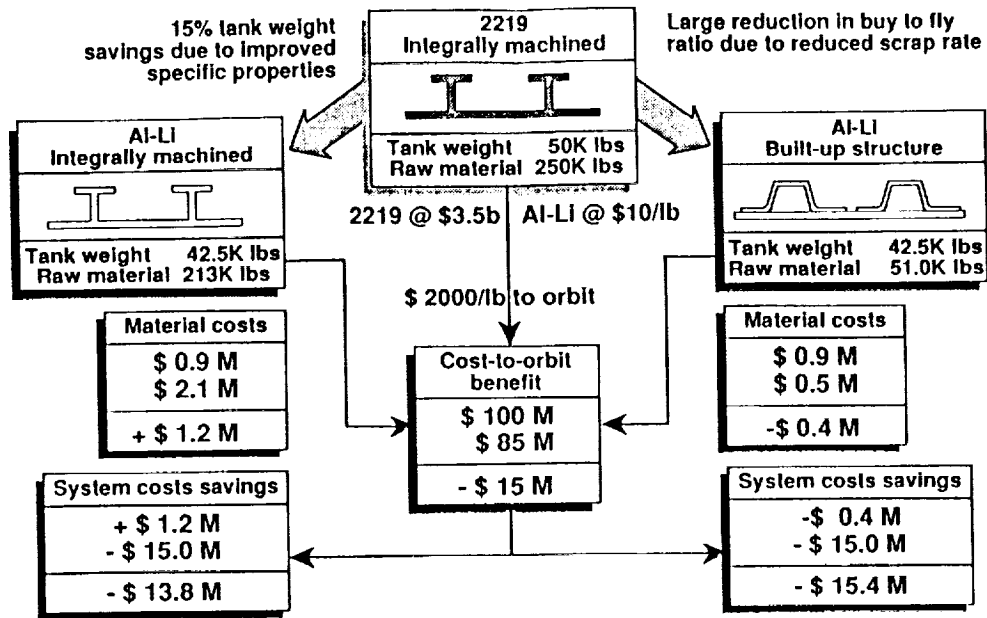 15% tank weight
savings due to improved
specific properties
2219
Integrally machined
Tank weight 50K lbs
Raw material 250K lbs
Large reduction in buy to fly
ratio due to reduced scrap rate
Al-Li
Integrally machined
Tank weight 42.5K lbs
Raw material 213K lbs
2219 @ $3.5b
Al-Li @ $10/lb
Al-Li
Built-up structure
Tank weight 42.5K lbs
Raw material 51.0K lbs
$ 2000/lb to orbit
Material costs
$ 0.9 M
$ 2.1 M
+ $ 1.2 M
Cost-to-orbit
benefit
$ 100 M
$ 85 M
- $ 15 M
Material costs
$ 0.9 M
$ 0.5 M
-$ 0.4 M
System costs savings
+ $ 1.2 M
- $ 15.0 M
- $ 13.8 M
System costs savings
-$ 0.4 M
- $ 15.0 M
- $ 15.4 M